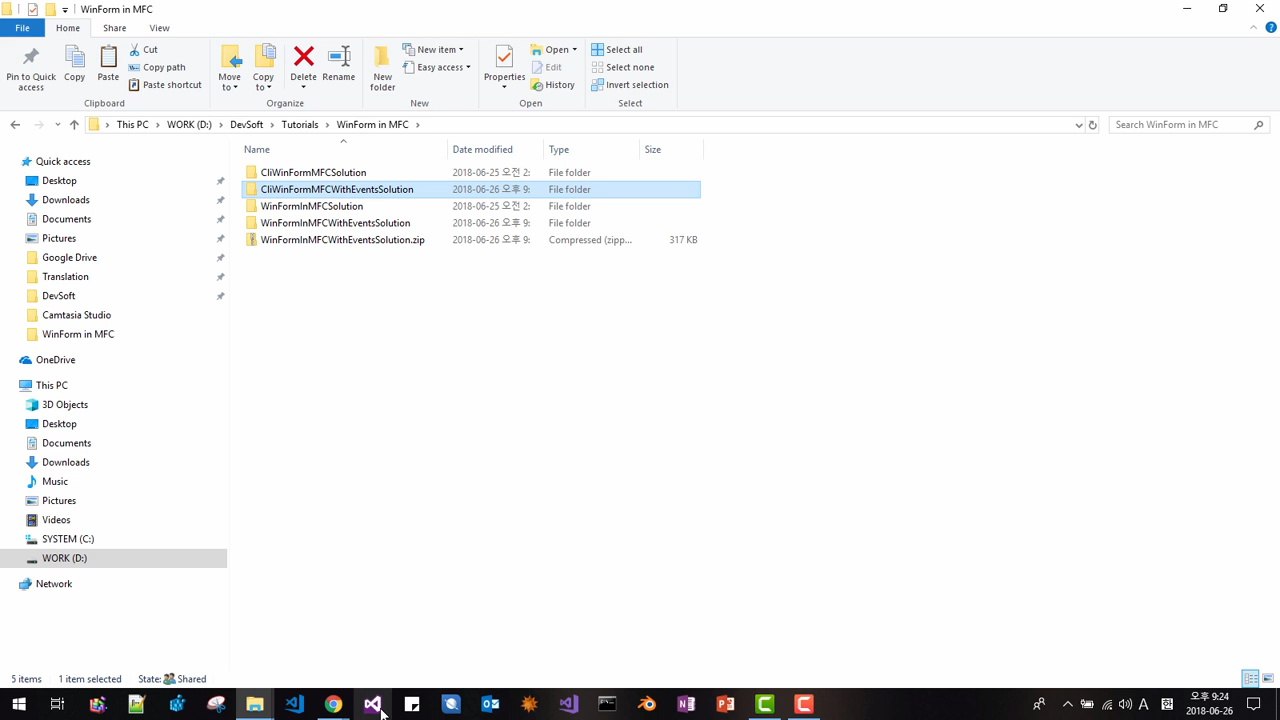 WinForm in MFC
File Home Share View
Pin to Quick access
Copy
Paste
Cut
Copy path
Paste shortcut
Clipboard
Move to
Copy to
Delete
Rename
Organize
New folder
New item
Easy access
New
Properties
Open
Edit
History
Open
Select all
Select none
Invert selection
Select
This PC WORK (D:) DevSoft Tutorials WinForm in MFC
Search WinForm in MFC
Name Date modified Type Size
CliWinFormMFCSolution 2018-06-25 오전 2: File folder
CliWinFormMFCWithEventsSolution 2018-06-26 오후 9: File folder
WinFormInMFCSolution 2018-06-25 오전 2: File folder
WinFormInMFCWithEventsSolution 2018-06-26 오후 9: File folder
WinFormInMFCWithEventsSolution.zip 2018-06-26 오후 9: Compressed (zipp... 317 KB
Quick access
Desktop
Downloads
Documents
Pictures
Google Drive
Translation
DevSoft
Camtasia Studio
WinForm in MFC
OneDrive
This PC
3D Objects
Desktop
Documents
Downloads
Music
Pictures
Videos
SYSTEM (C:)
WORK (D:)
Network
5 items 1 item selected State: Shared
A 오후 9:24
2018-06-26